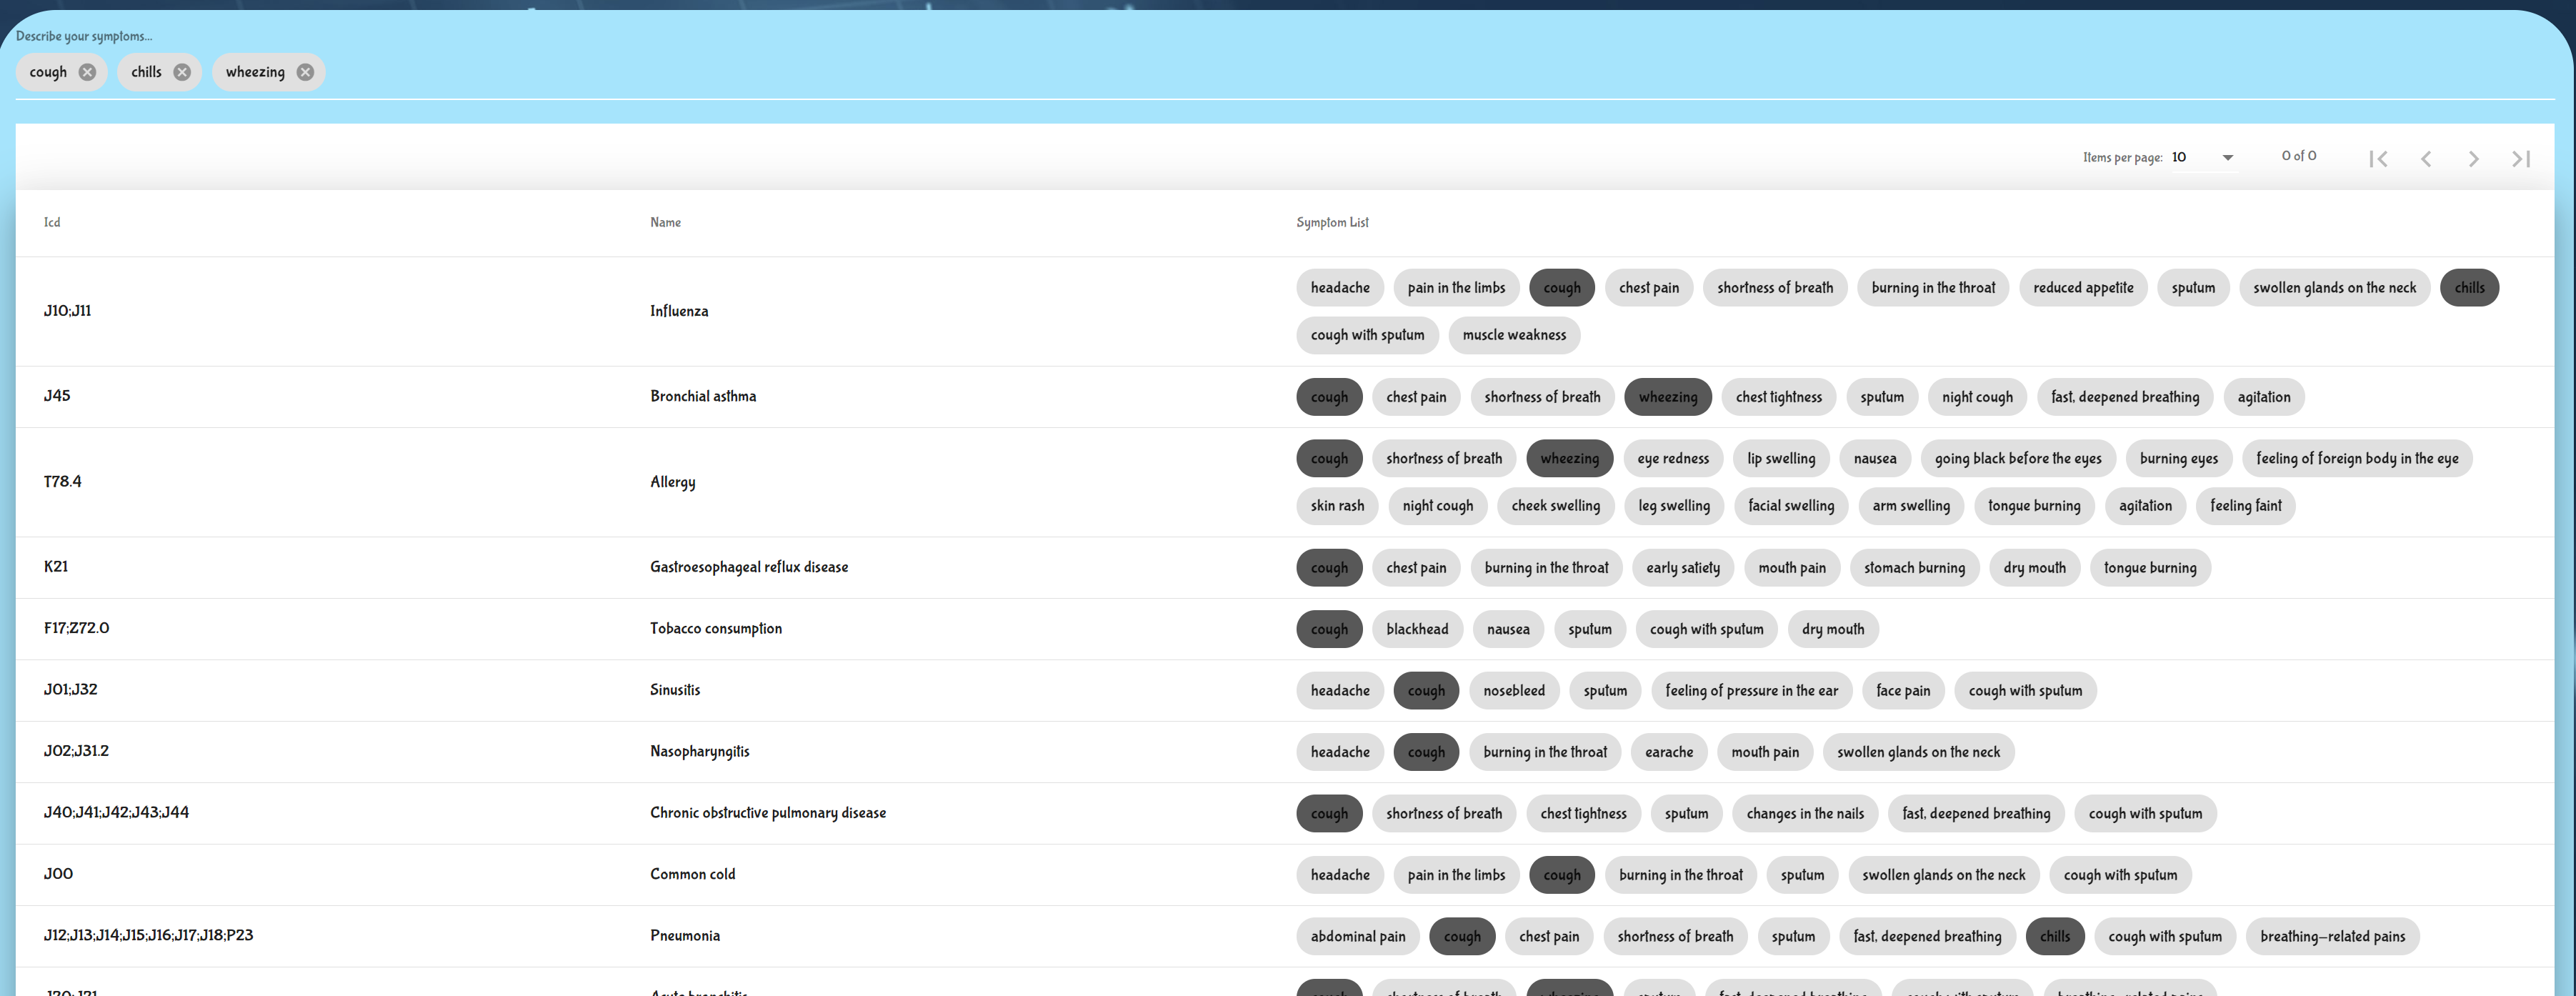 Describe your symptoms...
cough chills wheezing
Items per page: 10 0 of 0
Icd Name Symptom List
J10;J11 Influenza headache pain in the limbs cough chest pain shortness of breath burning in the throat reduced appetite sputum swollen glands on the neck chills
cough with sputum muscle weakness
J45 Bronchial asthma cough chest pain shortness of breath wheezing chest tightness sputum night cough fast, deepened breathing agitation
T78.4 Allergy cough shortness of breath wheezing eye redness lip swelling nausea going black before the eyes burning eyes feeling of foreign body in the eye
skin rash night cough cheek swelling leg swelling facial swelling arm swelling tongue burning agitation feeling faint
K21 Gastroesophageal reflux disease cough chest pain burning in the throat early satiety mouth pain stomach burning dry mouth tongue burning
F17;Z72.0 Tobacco consumption cough blackhead nausea sputum cough with sputum dry mouth
J01;J32 Sinusitis headache cough nosebleed sputum feeling of pressure in the ear face pain cough with sputum
J02;J31.2 Nasopharyngitis headache cough burning in the throat earache mouth pain swollen glands on the neck
J40;J41;J42;J43;J44 Chronic obstructive pulmonary disease cough shortness of breath chest tightness sputum changes in the nails fast, deepened breathing cough with sputum
J00 Common cold headache pain in the limbs cough burning in the throat sputum swollen glands on the neck cough with sputum
J12;J13;J14;J15;J16;J17;J18;P23 Pneumonia abdominal pain cough chest pain shortness of breath sputum fast, deepened breathing chills cough with sputum breathing-related pains